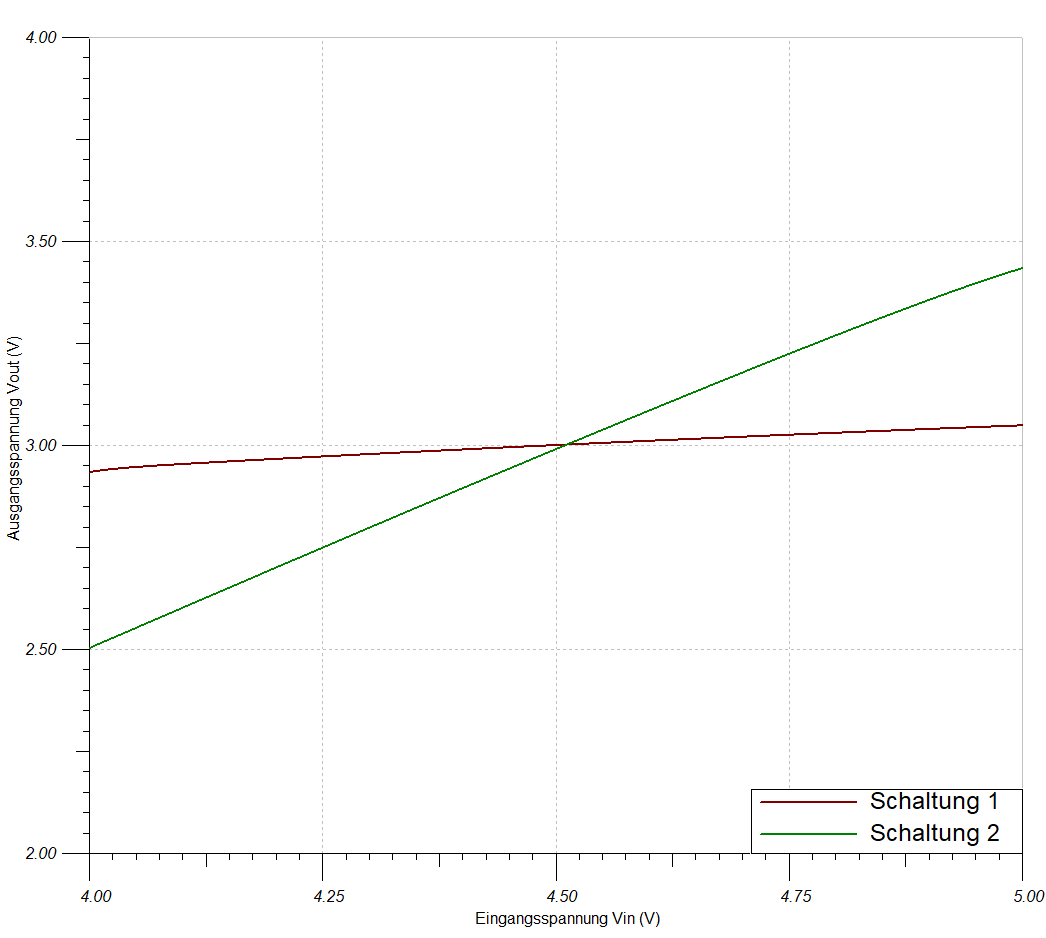 4.00
3.50
3.00
2.50
2.00
Ausgangsspannung Vout (V)
Schaltung 1
Schaltung 2
4.00 4.25 4.50 4.75 5.00
Eingangsspannung Vin (V)